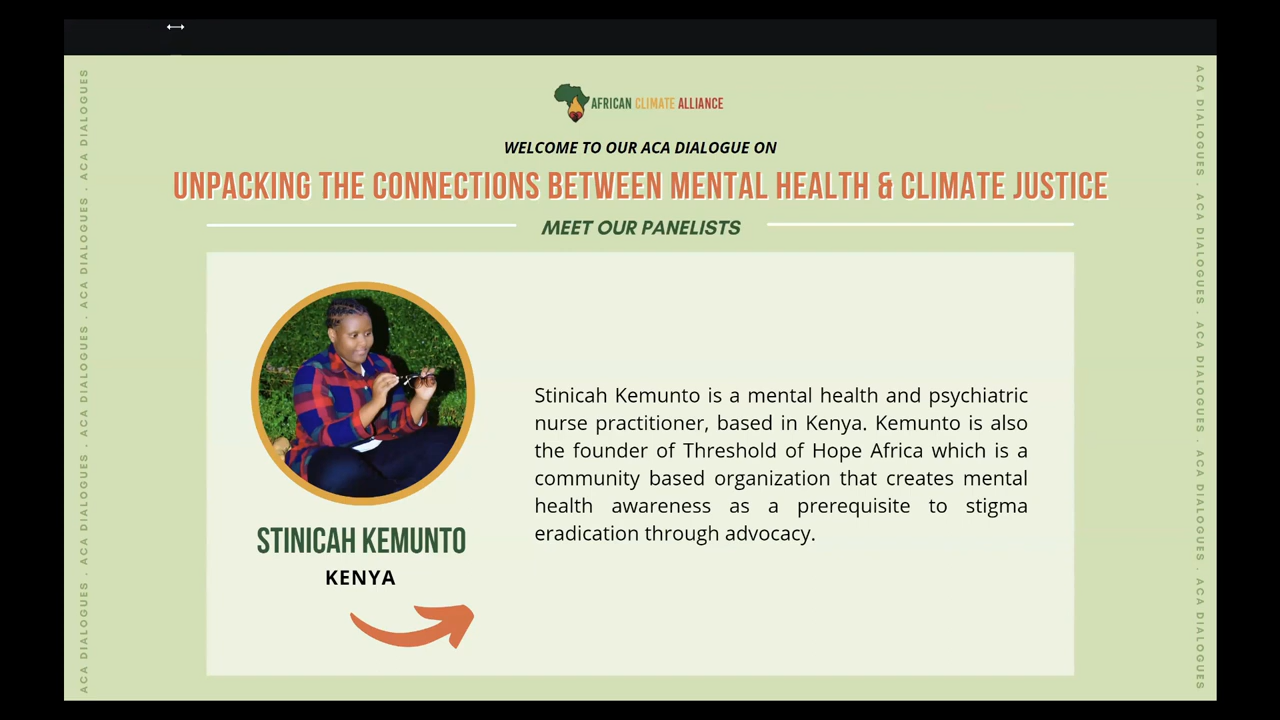 AFRICAN CLIMATE ALLIANCE
WELCOME TO OUR ACA DIALOGUE ON
UNPACKING THE CONNECTIONS BETWEEN MENTAL HEALTH & CLIMATE JUSTICE
MEET OUR PANELISTS
Stinicah Kemunto is a mental health and psychiatric
nurse practitioner, based in Kenya. Kemunto is also
the founder of Threshold of Hope Africa which is a
community based organization that creates mental
health awareness as a prerequisite to stigma
eradication through advocacy.
STINICAH KEMUNTO
KENYA
ACA DIALOGUES . ACA DIALOGUES . ACA DIALOGUES . ACA DIALOGUES . ACA DIALOGUES
ACA DIALOGUES . ACA DIALOGUES . ACA DIALOGUES . ACA DIALOGUES . ACA DIALOGUES